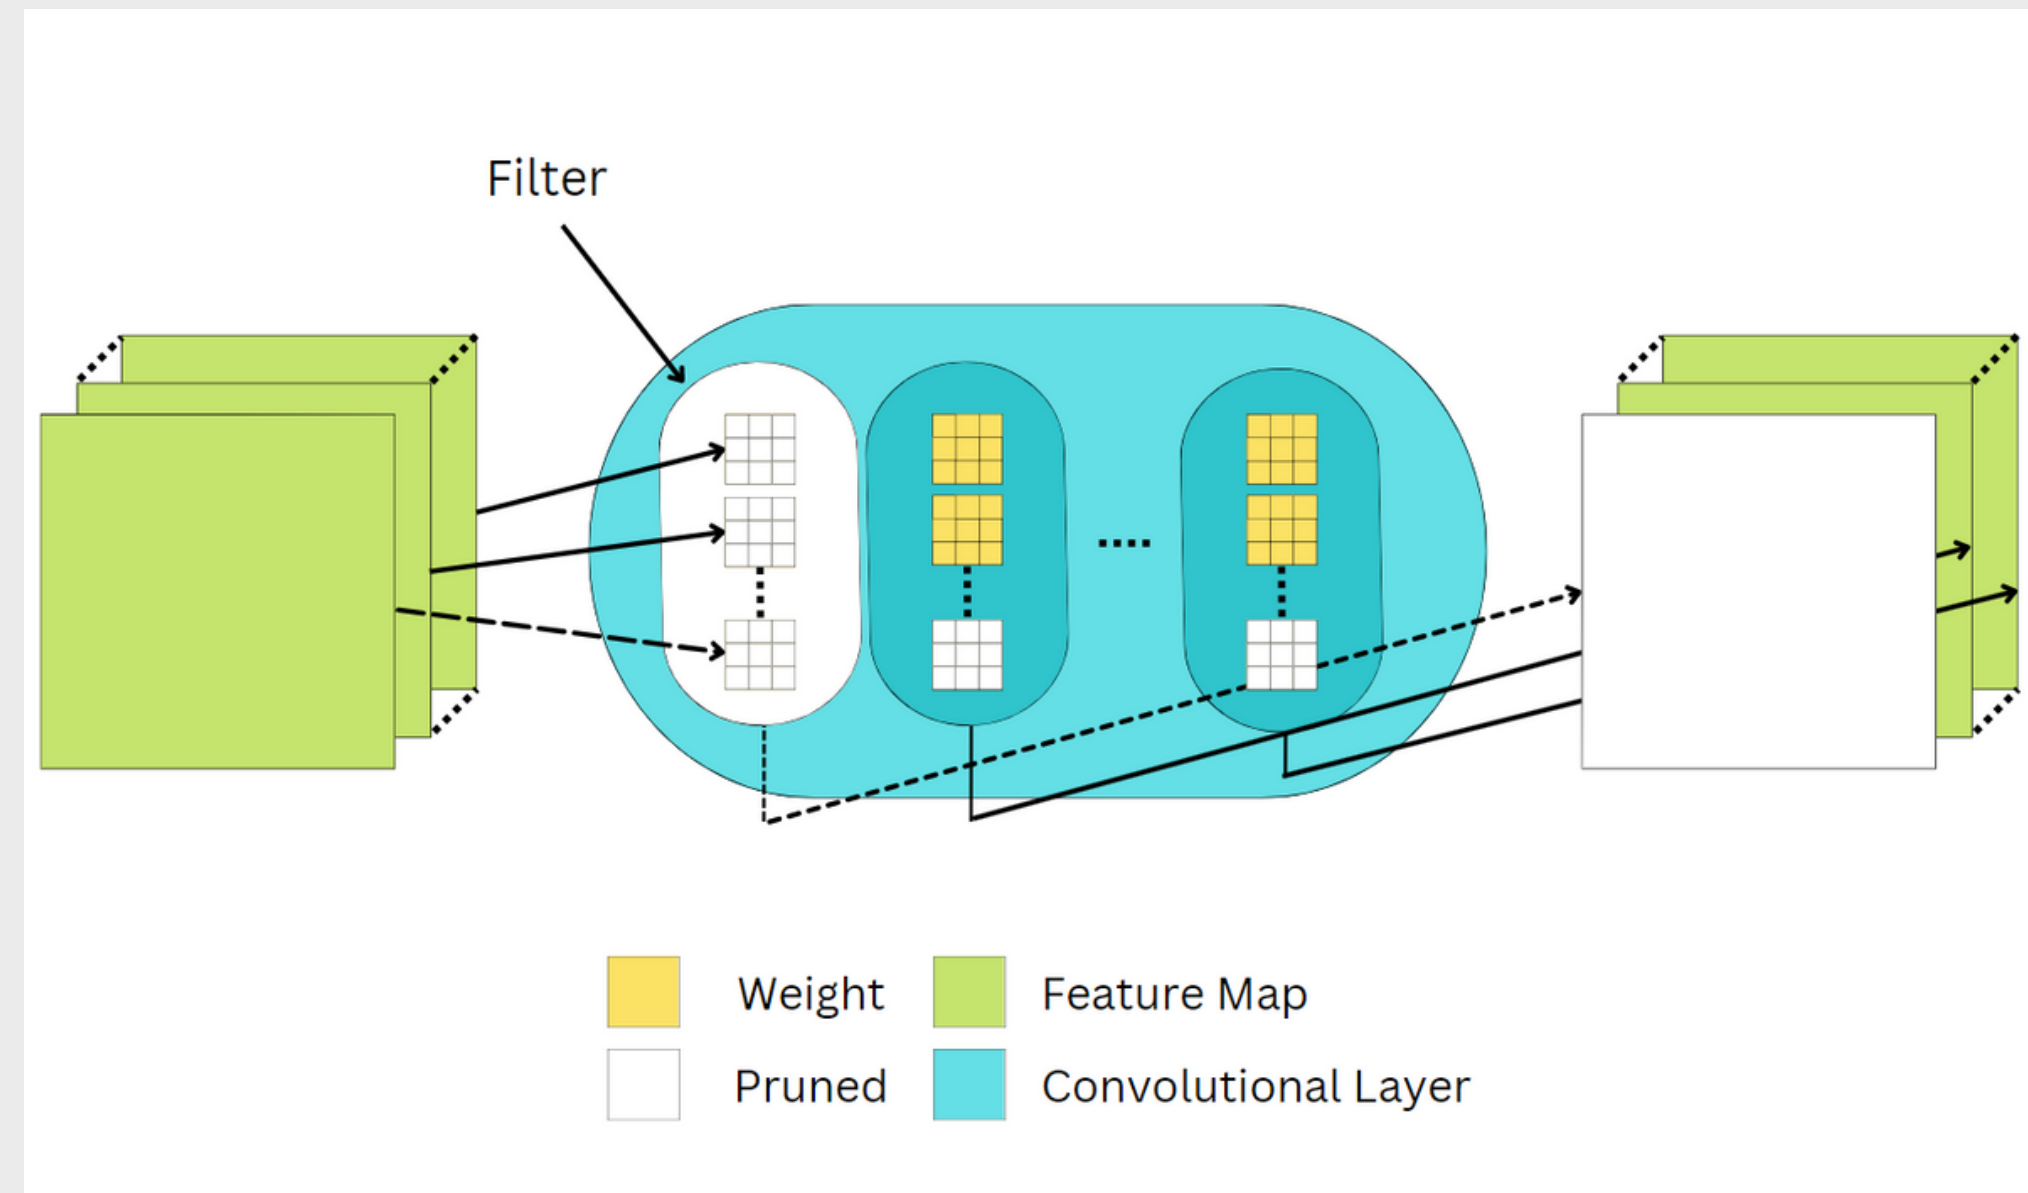 Filter
Weight
Feature Map
Pruned
Convolutional Layer